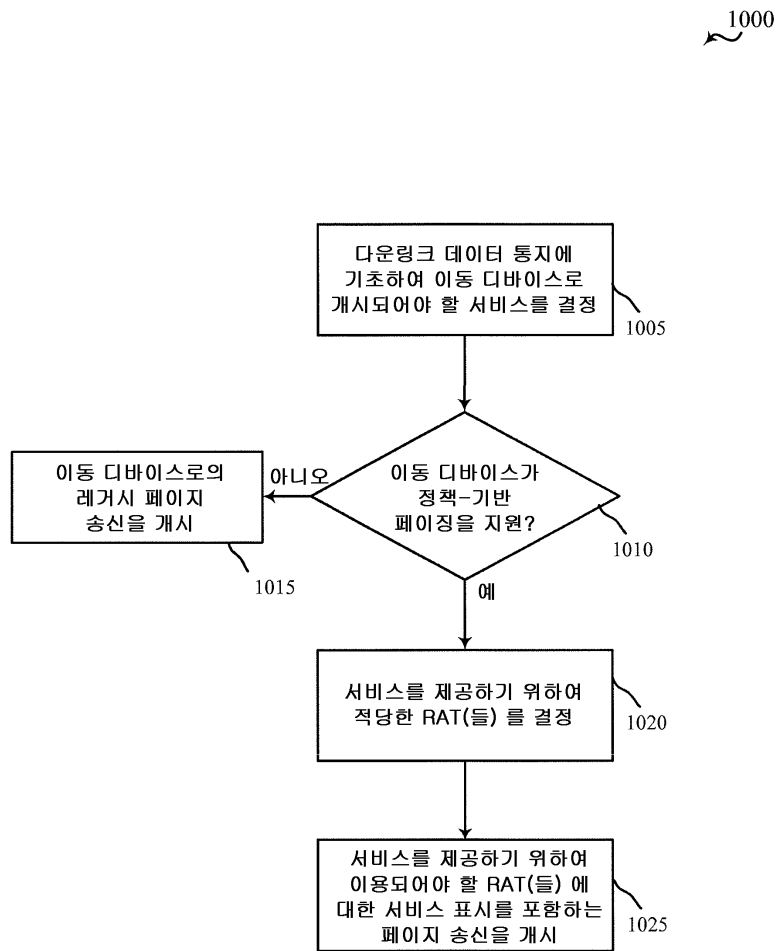 1000
다운링크 데이터 통지에
기초하여 이동 디바이스로
개시되어야 할 서비스를 결정
1005
이동 디바이스가
정책-기반
페이징을 지원?
1010
아니오
이동 디바이스로의
레거시 페이지
송신을 개시
1015
예
서비스를 제공하기 위하여
적당한 RAT(들) 를 결정
1020
서비스를 제공하기 위하여
이용되어야 할 RAT(들) 에
대한 서비스 표시를 포함하는
페이지 송신을 개시
1025